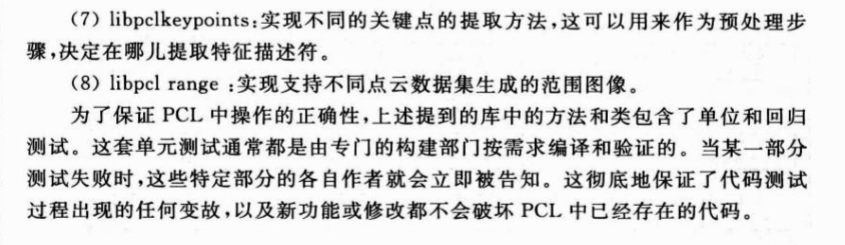 (7) libpclkeypoints:实现不同的关键点的提取方法,这可以用来作为预处理步
骤,决定在哪儿提取特征描述符。
(8) libpcl range :实现支持不同点云数据集生成的范围图像。
为了保证 PCL 中操作的正确性,上述提到的库中的方法和类包含了单位和回归
测试。这套单元测试通常都是由专门的构建部门按需求编译和验证的。当某一部分
测试失败时,这些特定部分的各自作者就会立即被告知。这彻底地保证了代码测试
过程出现的任何变故,以及新功能或修改都不会破坏 PCL 中已经存在的代码。